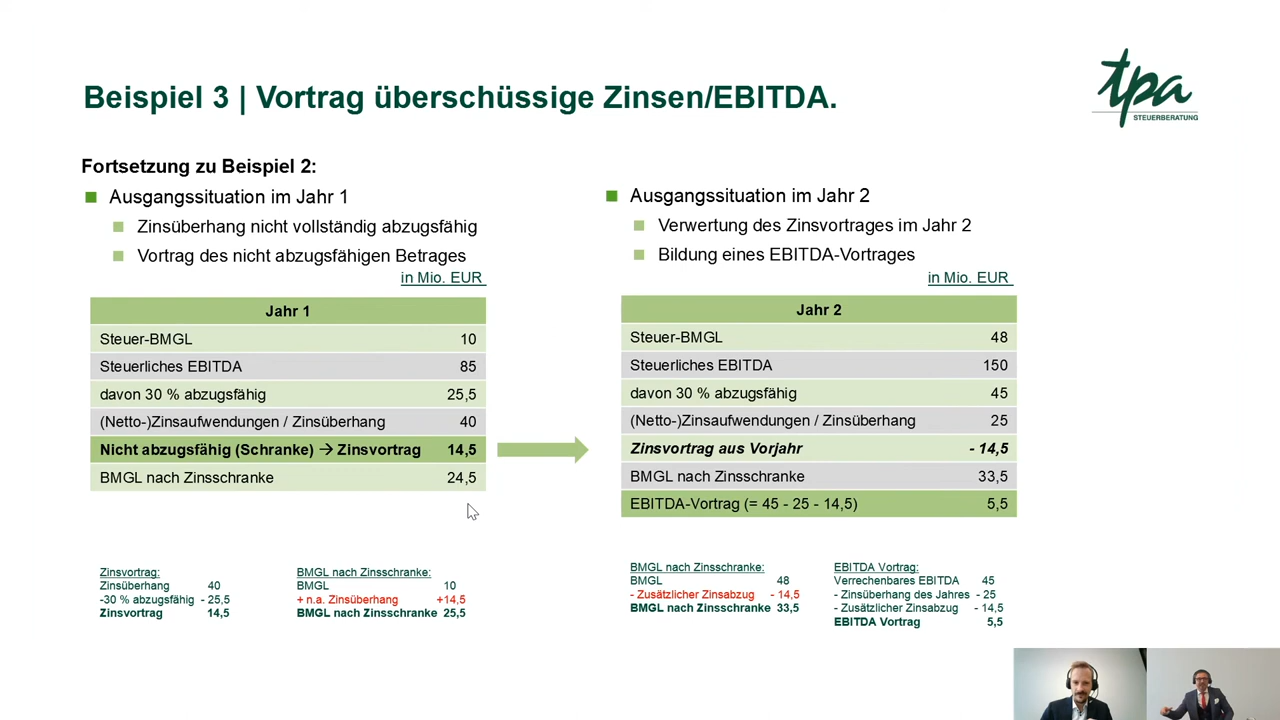 Beispiel 3 | Vortrag überschüssige Zinsen/EBITDA.
tpa
STEUERBERATUNG
Fortsetzung zu Beispiel 2:
Ausgangssituation im Jahr 1
Zinsüberhang nicht vollständig abzugsfähig
Vortrag des nicht abzugsfähigen Betrages
in Mio. EUR
Jahr 1
Steuer-BMGL 10
Steuerliches EBITDA 85
davon 30 % abzugsfähig 25,5
(Netto-)Zinsaufwendungen / Zinsüberhang 40
Nicht abzugsfähig (Schranke) → Zinsvortrag 14,5
BMGL nach Zinsschranke 24,5
Zinsvortrag:
Zinsüberhang 40
-30 % abzugsfähig - 25,5
Zinsvortrag 14,5
BMGL nach Zinsschranke:
BMGL 10
+ n.a. Zinsüberhang +14,5
BMGL nach Zinsschranke 25,5
Ausgangssituation im Jahr 2
Verwertung des Zinsvortrages im Jahr 2
Bildung eines EBITDA-Vortrages
in Mio. EUR
Jahr 2
Steuer-BMGL 48
Steuerliches EBITDA 150
davon 30 % abzugsfähig 45
(Netto-)Zinsaufwendungen / Zinsüberhang 25
Zinsvortrag aus Vorjahr - 14,5
BMGL nach Zinsschranke 33,5
EBITDA-Vortrag (= 45 - 25 - 14,5) 5,5
BMGL nach Zinsschranke:
BMGL 48
- Zusätzlicher Zinsabzug - 14,5
BMGL nach Zinsschranke 33,5
EBITDA Vortrag:
Verrechenbares EBITDA 45
- Zinsüberhang des Jahres - 25
- Zusätzlicher Zinsabzug - 14,5
EBITDA Vortrag 5,5